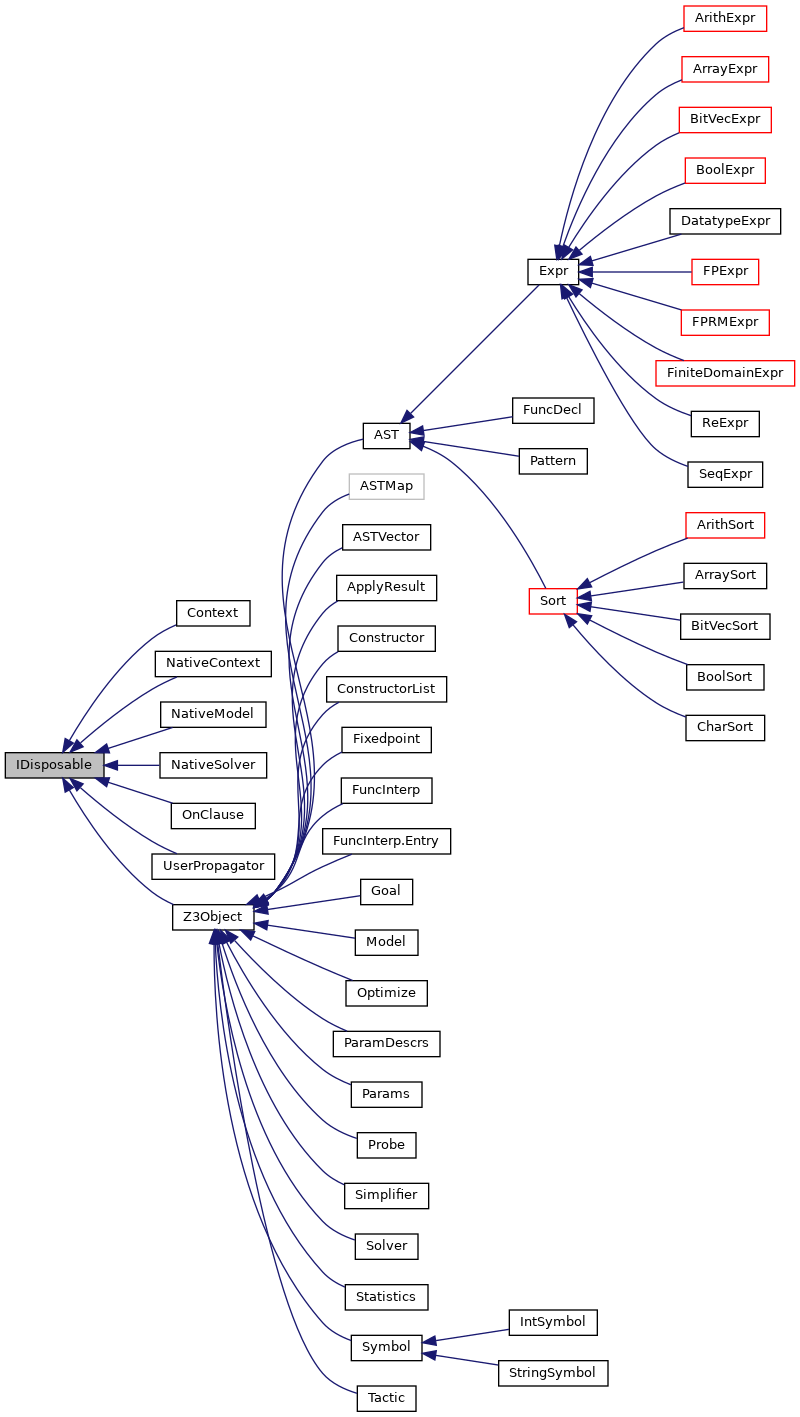 ArithExpr
ArrayExpr
BitVecExpr
BoolExpr
DatatypeExpr
Expr
FPExpr
FPRMExpr
FiniteDomainExpr
FuncDecl
ReExpr
AST
Pattern
SeqExpr
ASTMap
ArithSort
ASTVector
ArraySort
ApplyResult
Sort
Context
BitVecSort
Constructor
NativeContext
BoolSort
ConstructorList
NativeModel
CharSort
Fixedpoint
IDisposable
NativeSolver
FuncInterp
OnClause
FuncInterp.Entry
UserPropagator
Goal
Z3Object
Model
Optimize
ParamDescrs
Params
Probe
Simplifier
Solver
Statistics
IntSymbol
Symbol
StringSymbol
Tactic